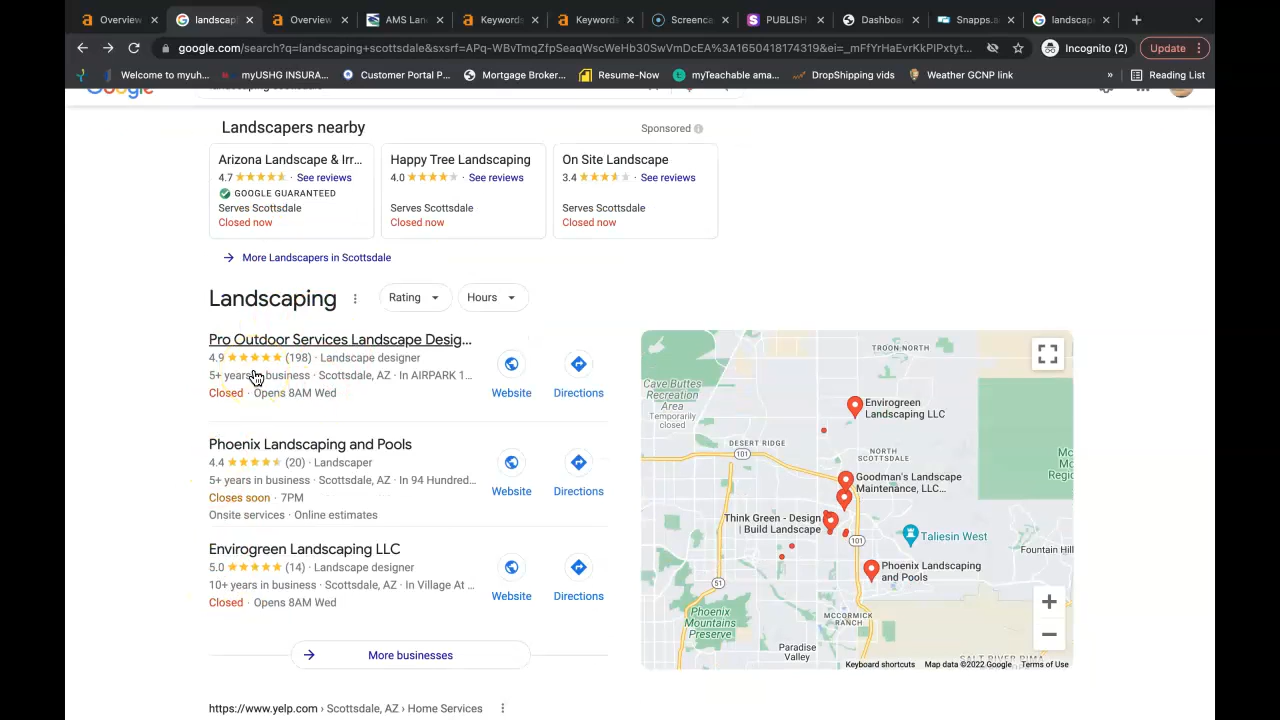 Overview
landscap
Overview
AMS Lan
Keywords
Keywords
Screenca
PUBLISH
Dashboa
Snapps.a
landscap
google.com/search?q=landscaping+scottsdale&sxsrf=APq-WBvTmqZfpSeaqWscWeHb30SwVmDcEA%3A1650418174319&ei=_mFfYrHaEvrKkPIPxtyt...
Incognito (2)
Update
Welcome to myuh...
myUSHG INSURA...
Customer Portal P...
Mortgage Broker...
Resume-Now
myTeachable ama...
DropShipping vids
Weather GCNP link
»
Reading List
Landscapers nearby
Sponsored
Arizona Landscape & Irr...
4.7 · See reviews
GOOGLE GUARANTEED
Serves Scottsdale
Closed now
Happy Tree Landscaping
4.0 · See reviews
Serves Scottsdale
Closed now
On Site Landscape
3.4 · See reviews
Serves Scottsdale
Closed now
More Landscapers in Scottsdale
Landscaping
Rating
Hours
Pro Outdoor Services Landscape Desig...
4.9 (198) · Landscape designer
5+ years business · Scottsdale, AZ · In AIRPARK 1...
Closed · Opens 8AM Wed
Website
Directions
Phoenix Landscaping and Pools
4.4 (20) · Landscaper
5+ years in business · Scottsdale, AZ · In 94 Hundred...
Closes soon · 7PM
Onsite services · Online estimates
Website
Directions
Envirogreen Landscaping LLC
5.0 (14) · Landscape designer
10+ years in business · Scottsdale, AZ · In Village At ...
Closed · Opens 8AM Wed
Website
Directions
More businesses
TROON NORTH
Cave Buttes
Recreation
Area
Temporarily
closed
Envirogreen
Landscaping LLC
DESERT RIDGE
101
NORTH
SCOTTSDALE
Mc
Mo
Reg
Goodman's Landscape
Maintenance, LLC...
Think Green - Design
| Build Landscape
101
Taliesin West
Fountain Hill
51
Phoenix Landscaping
and Pools
Phoenix
Mountains
Preserve
MCCORMICK
RANCH
Paradise
Valley
Keyboard shortcuts
Map data ©2022 Google
Terms of Use
https://www.yelp.com › Scottsdale, AZ › Home Services